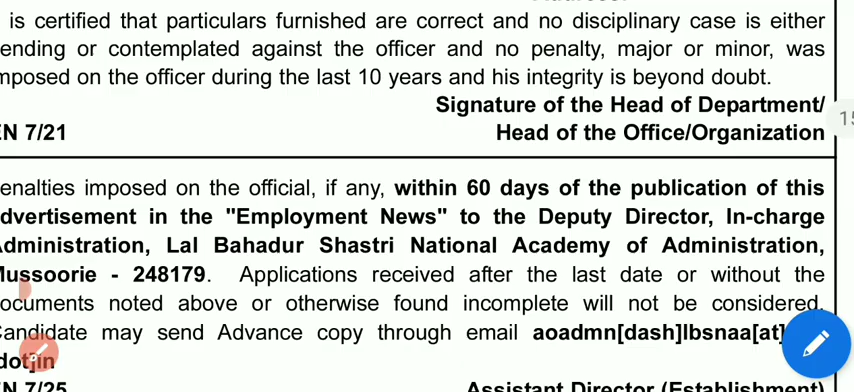 is certified that particulars furnished are correct and no disciplinary case is either
ending or contemplated against the officer and no penalty, major or minor, was
mposed on the officer during the last 10 years and his integrity is beyond doubt.
Signature of the Head of Department/
EN 7/21 Head of the Office/Organization
15
enalties imposed on the official, if any, within 60 days of the publication of this
dvertisement in the "Employment News" to the Deputy Director, In-charge
Administration, Lal Bahadur Shastri National Academy of Administration,
Mussoorie - 248179. Applications received after the last date or without the
ocuments noted above or otherwise found incomplete will not be considered.
Candidate may send Advance copy through email aoadmn[dash]lbsnaa[at]
dot]in
EN 7/25 Assistant Director (Establishment)